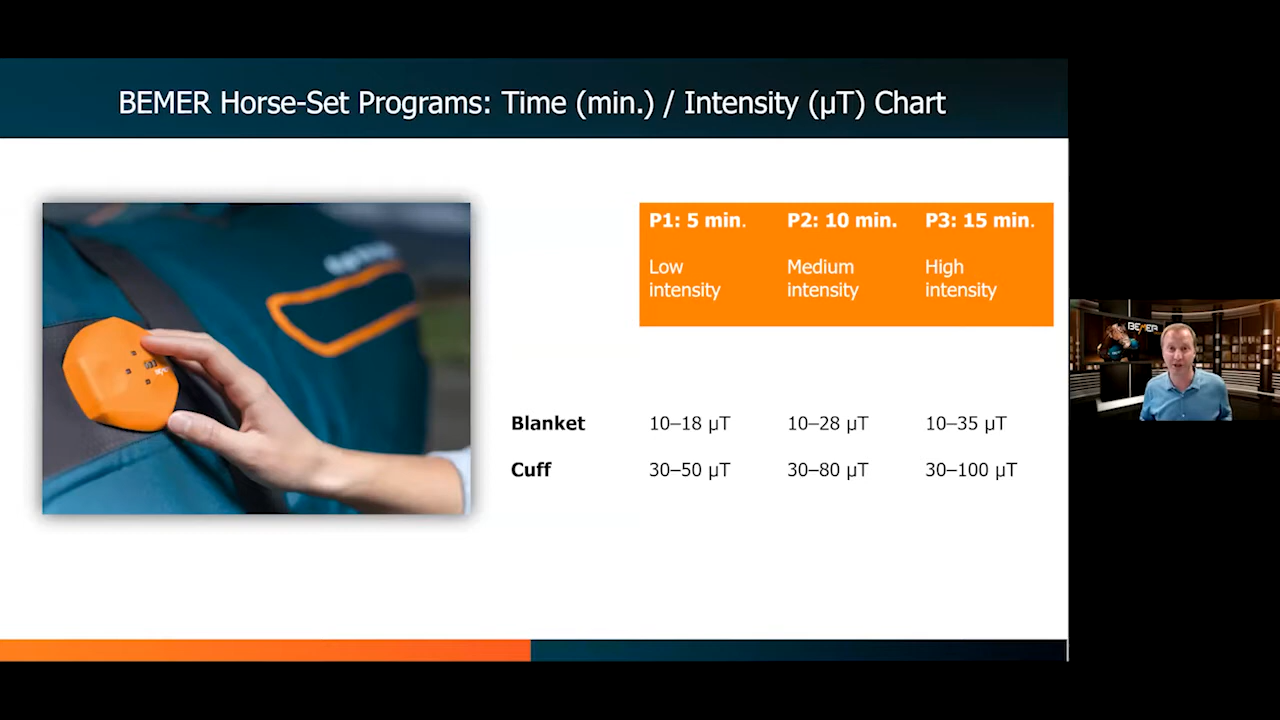 BEMER Horse-Set Programs: Time (min.) / Intensity (µT) Chart
P1: 5 min. P2: 10 min. P3: 15 min.
Low intensity Medium intensity High intensity
Blanket 10–18 µT 10–28 µT 10–35 µT
Cuff 30–50 µT 30–80 µT 30–100 µT
BEMER